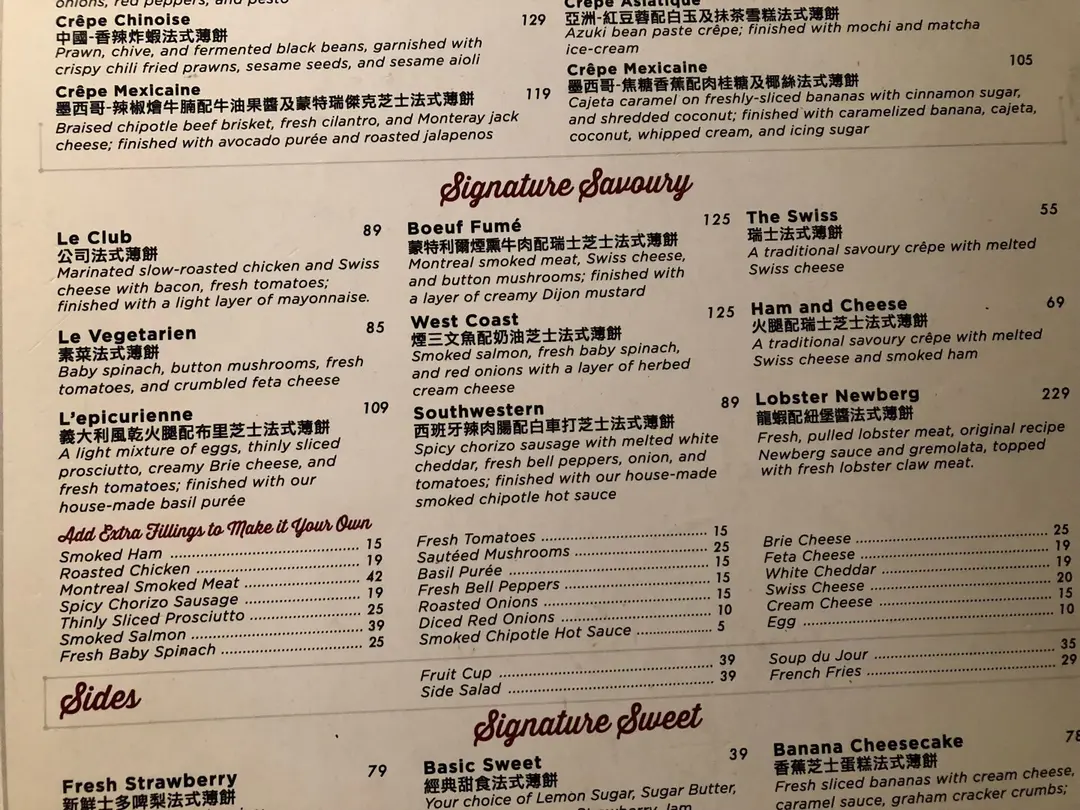 onions, red peppers, and pesto
Crêpe Chinoise 129
中國-香辣炸蝦法式薄餅
Prawn, chive, and fermented black beans, garnished with
crispy chili fried prawns, sesame seeds, and sesame aioli
Crêpe Mexicaine
墨西哥-辣椒燴牛腩配牛油果醬及蒙特瑞傑克芝士法式薄餅 119
Braised chipotle beef brisket, fresh cilantro, and Monteray jack
cheese; finished with avocado purée and roasted jalapenos
Crêpe Asiatique
亞洲-紅豆蓉配白玉及抹茶雪糕法式薄餅
Azuki bean paste crêpe; finished with mochi and matcha
ice-cream
Crêpe Mexicaine 105
墨西哥-焦糖香蕉配肉桂糖及椰絲法式薄餅
Cajeta caramel on freshly-sliced bananas with cinnamon sugar,
and shredded coconut; finished with caramelized banana, cajeta,
coconut, whipped cream, and icing sugar
Signature Savoury
Le Club 89
公司法式薄餅
Marinated slow-roasted chicken and Swiss
cheese with bacon, fresh tomatoes;
finished with a light layer of mayonnaise.
Le Vegetarien 85
素菜法式薄餅
Baby spinach, button mushrooms, fresh
tomatoes, and crumbled feta cheese
L'epicurienne 109
義大利風乾火腿配布里芝士法式薄餅
A light mixture of eggs, thinly sliced
prosciutto, creamy Brie cheese, and
fresh tomatoes; finished with our
house-made basil purée
Boeuf Fumé 125
蒙特利爾煙熏牛肉配瑞士芝士法式薄餅
Montreal smoked meat, Swiss cheese,
and button mushrooms; finished with
a layer of creamy Dijon mustard
West Coast 125
煙三文魚配奶油芝士法式薄餅
Smoked salmon, fresh baby spinach,
and red onions with a layer of herbed
cream cheese
Southwestern 89
西班牙辣肉腸配白車打芝士法式薄餅
Spicy chorizo sausage with melted white
cheddar, fresh bell peppers, onion, and
tomatoes; finished with our house-made
smoked chipotle hot sauce
The Swiss 55
瑞士法式薄餅
A traditional savoury crêpe with melted
Swiss cheese
Ham and Cheese 69
火腿配瑞士芝士法式薄餅
A traditional savoury crêpe with melted
Swiss cheese and smoked ham
Lobster Newberg 229
龍蝦配紐堡醬法式薄餅
Fresh, pulled lobster meat, original recipe
Newberg sauce and gremolata, topped
with fresh lobster claw meat.
Add Extra Fillings to Make it Your Own
Smoked Ham 15
Roasted Chicken 19
Montreal Smoked Meat 42
Spicy Chorizo Sausage 19
Thinly Sliced Prosciutto 25
Smoked Salmon 39
Fresh Baby Spinach 25
Fresh Tomatoes 15
Sautéed Mushrooms 25
Basil Purée 15
Fresh Bell Peppers 15
Roasted Onions 15
Diced Red Onions 10
Smoked Chipotle Hot Sauce 5
Brie Cheese 25
Feta Cheese 19
White Cheddar 19
Swiss Cheese 20
Cream Cheese 15
Egg 10
Sides
Fruit Cup 39
Side Salad 39
Soup du Jour 35
French Fries 29
Signature Sweet
Fresh Strawberry 79
新鮮士多啤梨法式薄餅
Basic Sweet 39
經典甜食法式薄餅
Your choice of Lemon Sugar, Sugar Butter,
Strawberry Jam
Banana Cheesecake 78
香蕉芝士蛋糕法式薄餅
Fresh sliced bananas with cream cheese,
caramel sauce, graham cracker crumbs;